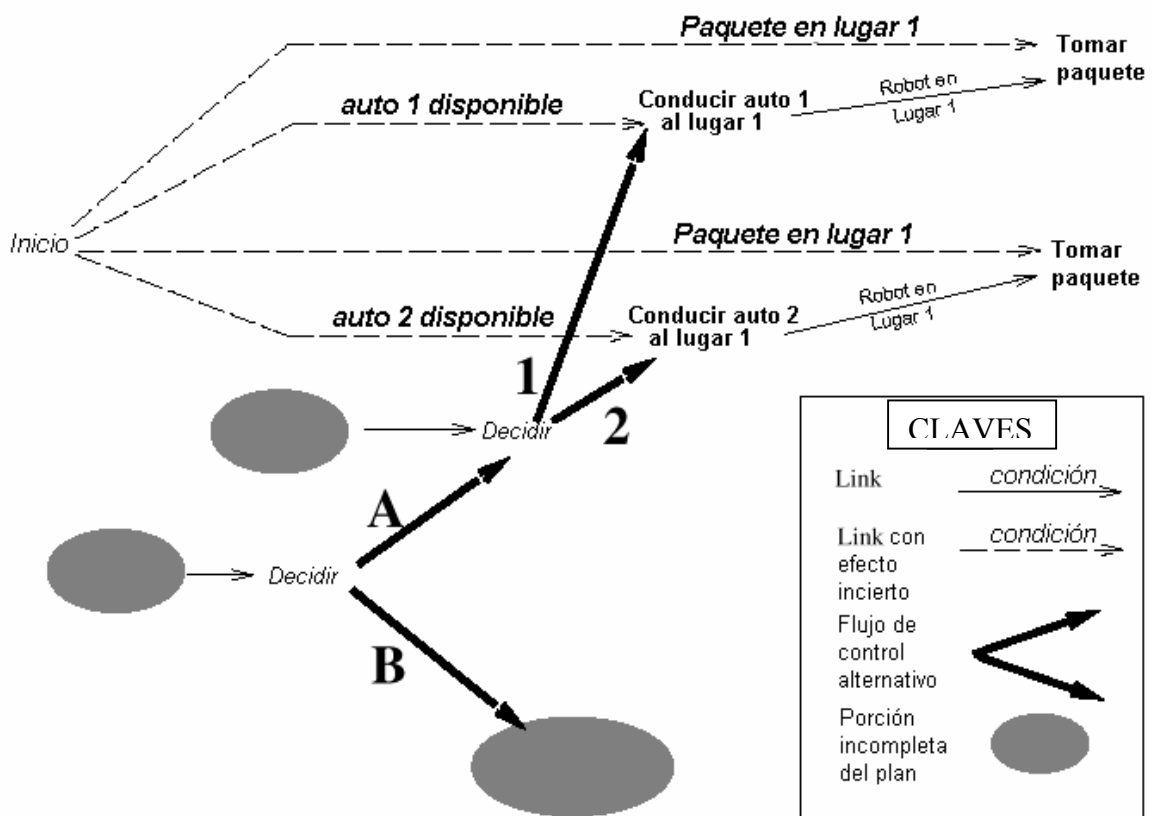 Paquete en lugar 1
Tomar
paquete
auto 1 disponible
Conducir auto 1
al lugar 1
Robot en
Lugar 1
Inicio
Paquete en lugar 1
Tomar
paquete
auto 2 disponible
Conducir auto 2
al lugar 1
Robot en
Lugar 1
1
2
Decidir
A
Decidir
B
CLAVES
Link
condición
Link con
efecto
incierto
condición
Flujo de
control
alternativo
Porción
incompleta
del plan